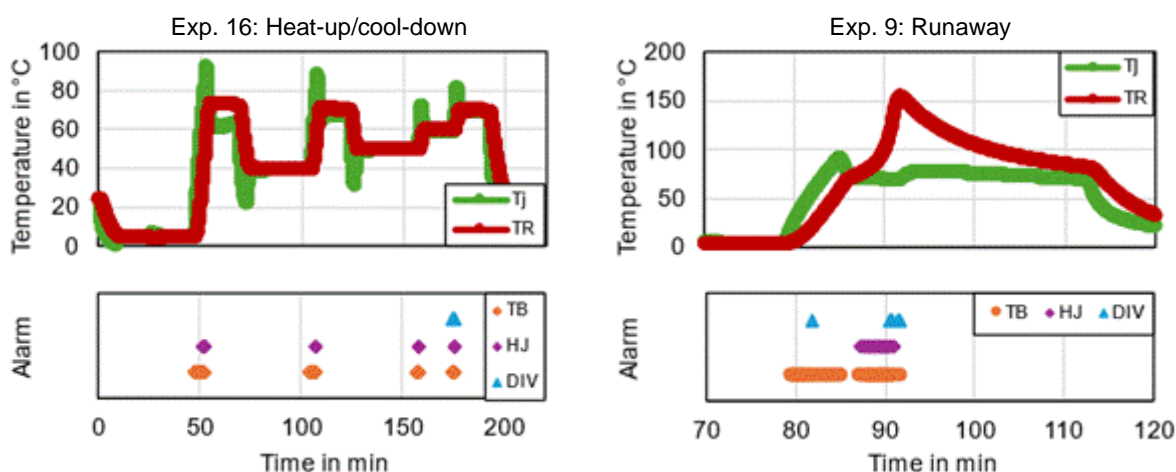 Exp. 16: Heat-up/cool-down
Temperature in °C
100
80
60
40
20
0
Tj
TR
Alarm
TB
HJ
DIV
0 50 100 150 200
Time in min
Exp. 9: Runaway
Temperature in °C
200
150
100
50
0
Tj
TR
Alarm
TB HJ DIV
70 80 90 100 110 120
Time in min